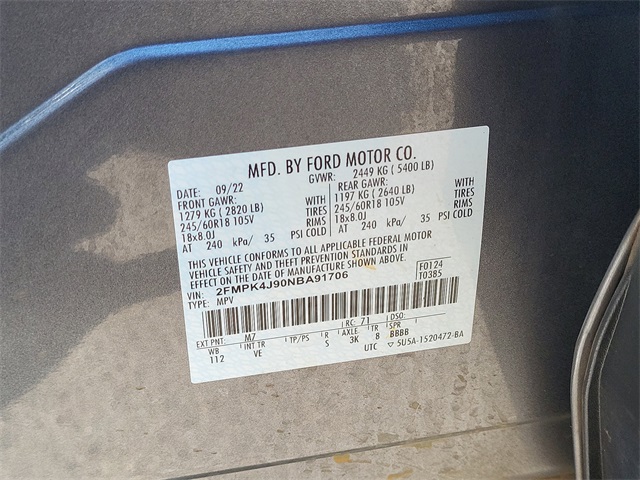 MFD. BY FORD MOTOR CO.
DATE: 09/22 GVWR: 2449 KG ( 5400 LB)
FRONT GAWR: REAR GAWR:
1279 KG ( 2820 LB) WITH 1197 KG ( 2640 LB) WITH
245/60R18 105V TIRES 245/60R18 105V TIRES
18x8.0J RIMS 18x8.0J RIMS
AT 240 kPa/ 35 PSI COLD AT 240 kPa/ 35 PSI COLD
THIS VEHICLE CONFORMS TO ALL APPLICABLE FEDERAL MOTOR
VEHICLE SAFETY AND THEFT PREVENTION STANDARDS IN
EFFECT ON THE DATE OF MANUFACTURE SHOWN ABOVE.
VIN: 2FMPK4J90NBA91706 F0124
TYPE: MPV T0385
EXT PNT: M7 RC: 71 DSO:
WB INT TR TP/PS R AXLE TR SPR
112 VE S 3K 8 BBBB
UTC ▽ 5U5A-1520472-BA